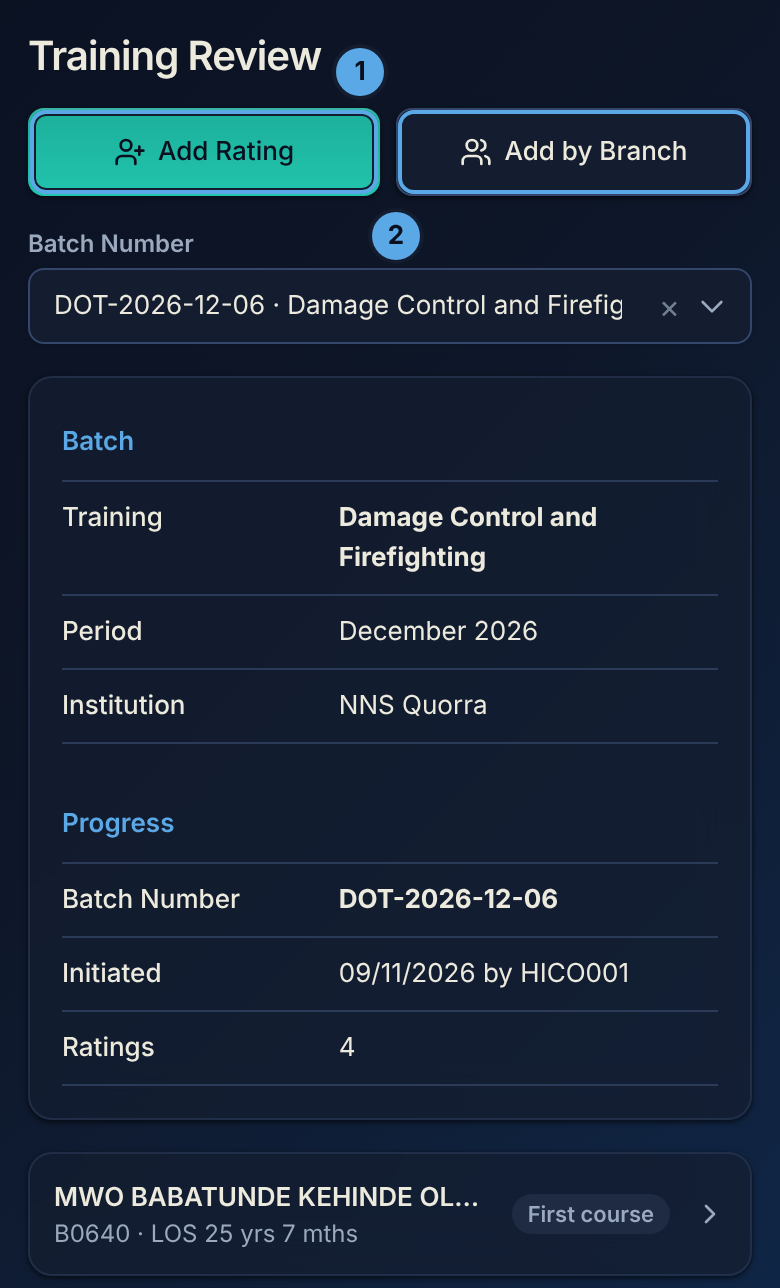 Training Review
1
Add Rating
Add by Branch
2
Batch Number
DOT-2026-12-06 · Damage Control and Firefig
Batch
Training
Damage Control and
Firefighting
Period
December 2026
Institution
NNS Quorra
Progress
Batch Number
DOT-2026-12-06
Initiated
09/11/2026 by HICO001
Ratings
4
MWO BABATUNDE KEHINDE OL...
First course
B0640 · LOS 25 yrs 7 mths